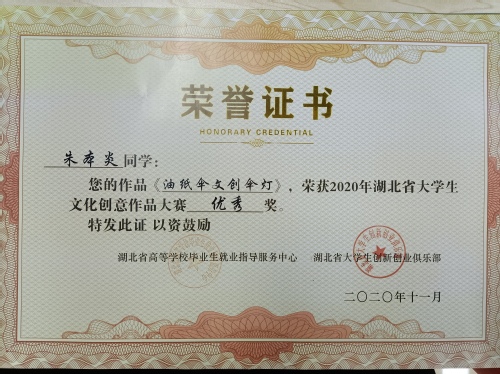 荣誉证书
HONORARY CREDENTIAL
朱本炎同学:
您的作品《油纸伞文创伞灯》,荣获2020年湖北省大学生
文化创意作品大赛 优秀 奖。
特发此证 以资鼓励
湖北省高等学校毕业生就业指导服务中心 湖北省大学生创新创业俱乐部
二〇二〇年十一月